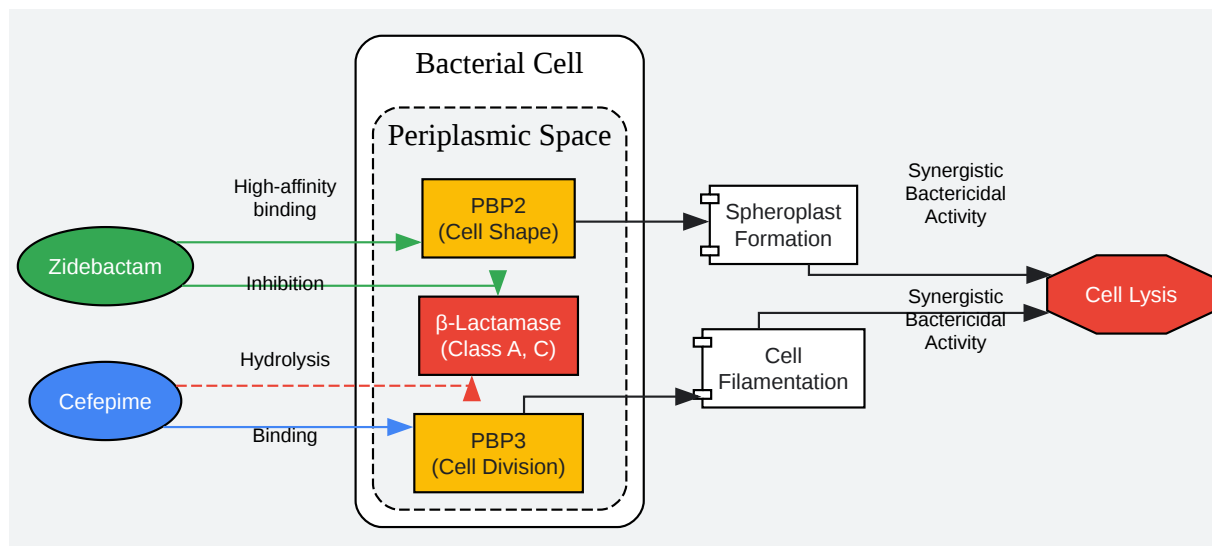 Bacterial Cell
Periplasmic Space
High-affinity
binding
PBP2
(Cell Shape)
Spheroplast
Formation
Synergistic
Bactericidal
Activity
Zidebactam
Inhibition
β-Lactamase
(Class A, C)
Cell Lysis
Synergistic
Bactericidal
Activity
Hydrolysis
Cell
Filamentation
Cefepime
Binding
PBP3
(Cell Division)